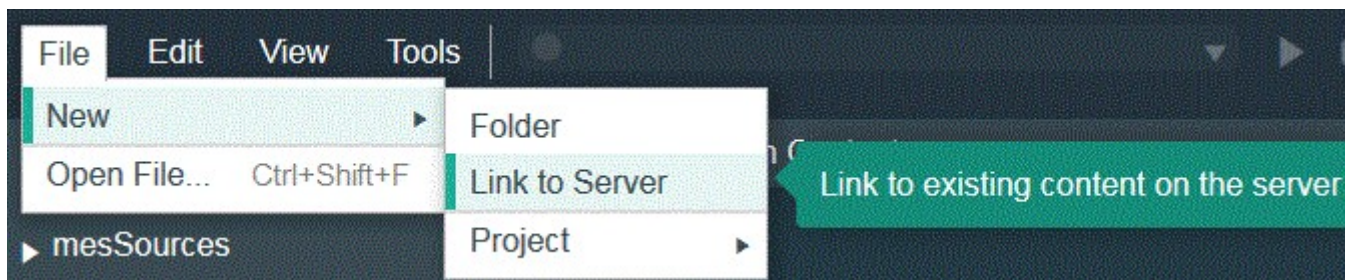 File Edit View Tools
New
Folder
Open File... Ctrl+Shift+F
Link to Server
Link to existing content on the server
mesSources
Project